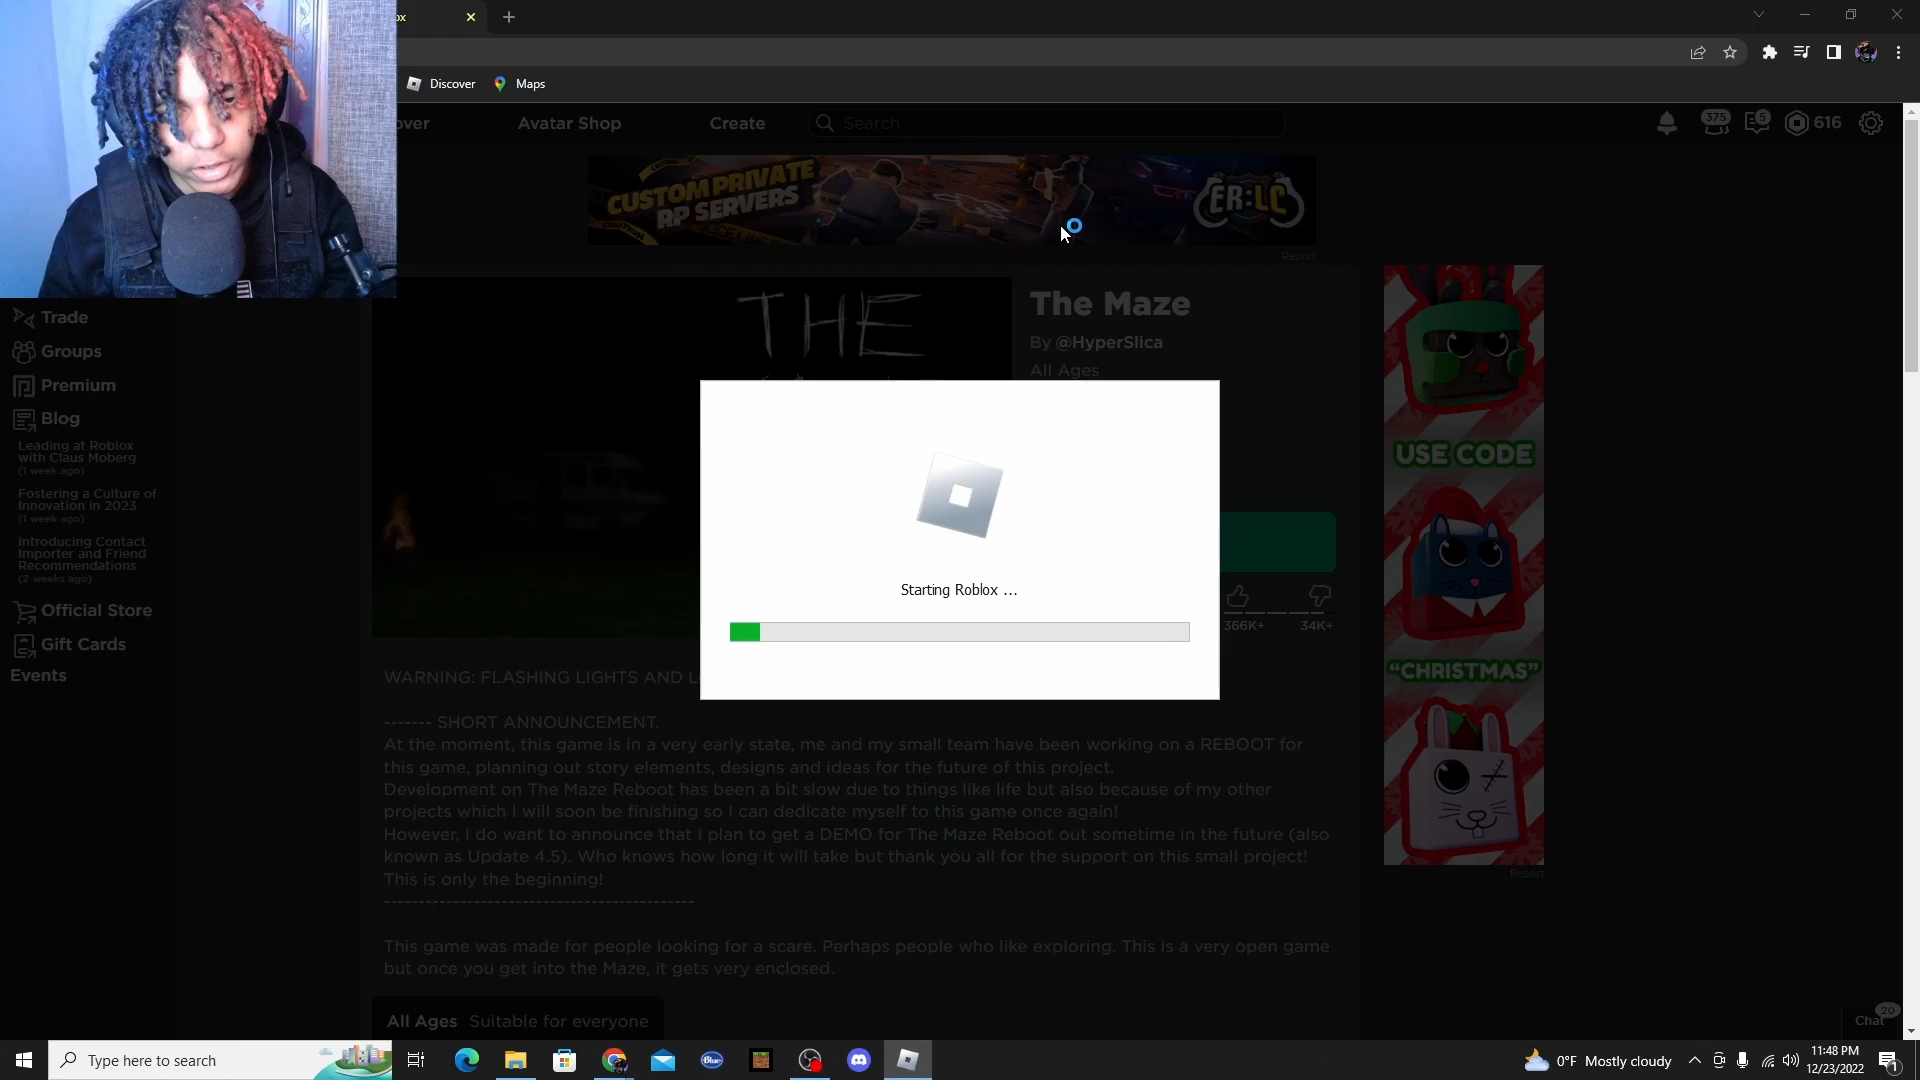 ox
Discover
Maps
over
Avatar Shop
Create
Search
375
5
616
CUSTOM PRIVATE
RP SERVERS
ER:LC
Report
THE
The Maze
By @HyperSlica
All Ages
Trade
Groups
Premium
Blog
Leading at Roblox
with Claus Moberg
(1 week ago)
Fostering a Culture of
Innovation in 2023
(1 week ago)
Introducing Contact
Importer and Friend
Recommendations
(2 weeks ago)
Official Store
Gift Cards
Events
Starting Roblox ...
366K+
34K+
USE CODE
"CHRISTMAS"
Report
WARNING: FLASHING LIGHTS AND L
------- SHORT ANNOUNCEMENT.
At the moment, this game is in a very early state, me and my small team have been working on a REBOOT for
this game, planning out story elements, designs and ideas for the future of this project.
Development on The Maze Reboot has been a bit slow due to things like life but also because of my other
projects which I will soon be finishing so I can dedicate myself to this game once again!
However, I do want to announce that I plan to get a DEMO for The Maze Reboot out sometime in the future (also
known as Update 4.5). Who knows how long it will take but thank you all for the support on this small project!
This is only the beginning!
-------------------------------------------
This game was made for people looking for a scare. Perhaps people who like exploring. This is a very open game
but once you get into the Maze, it gets very enclosed.
All Ages Suitable for everyone
Chat
20
Type here to search
Blue
0°F Mostly cloudy
11:48 PM
12/23/2022
1